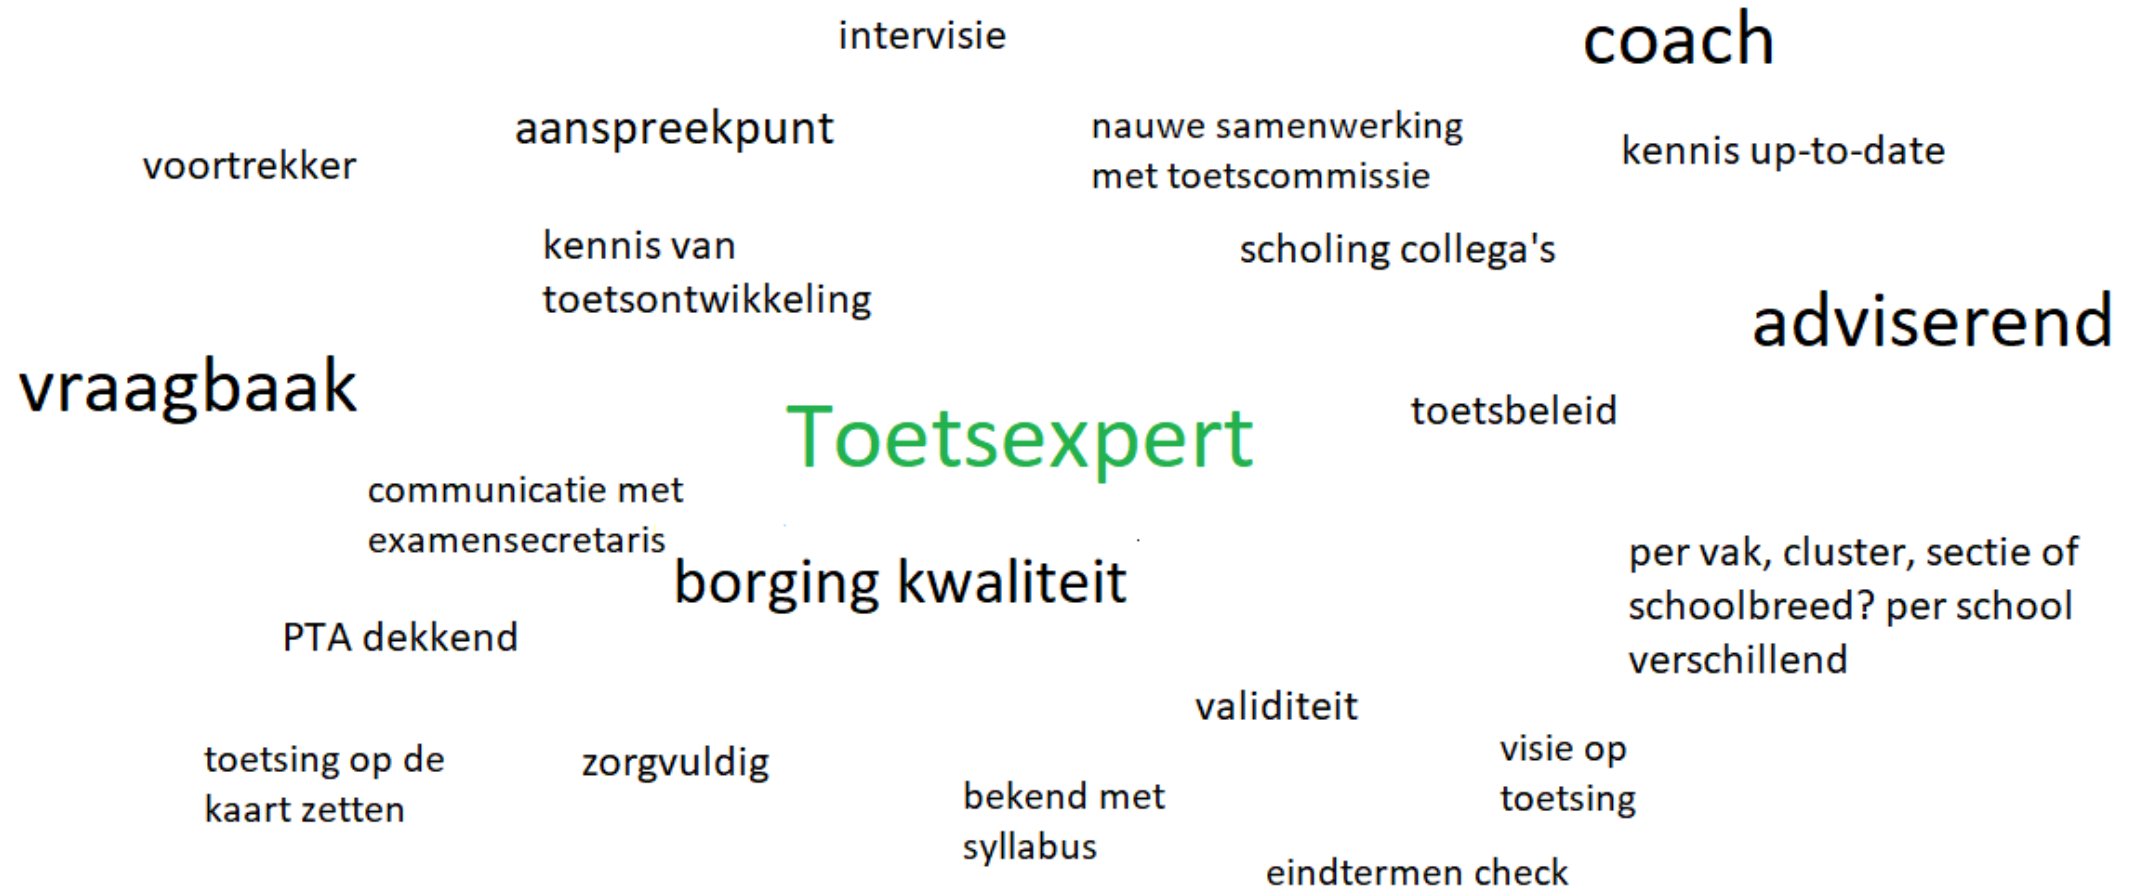 intervisie
coach
aanspreekpunt
nauwe samenwerking
met toetscommissie
kennis up-to-date
voortrekker
kennis van
toetsontwikkeling
scholing collega's
adviserend
vraagbaak
Toetsexpert
toetsbeleid
communicatie met
examensecretaris
borging kwaliteit
per vak, cluster, sectie of
schoolbreed? per school
verschillend
PTA dekkend
validiteit
toetsing op de
kaart zetten
zorgvuldig
visie op
toetsing
bekend met
syllabus
eindtermen check